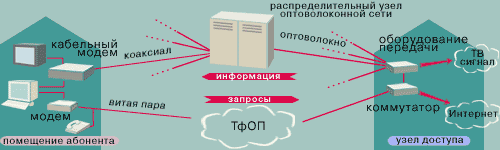 распределительный узел
оптоволоконной сети
кабельный
модем
коаксиал
оптоволокно
оборудование
передачи
ТВ
сигнал
информация
запросы
модем
витая пара
ТфОП
коммутатор
Интернет
помещение абонента
узел доступа